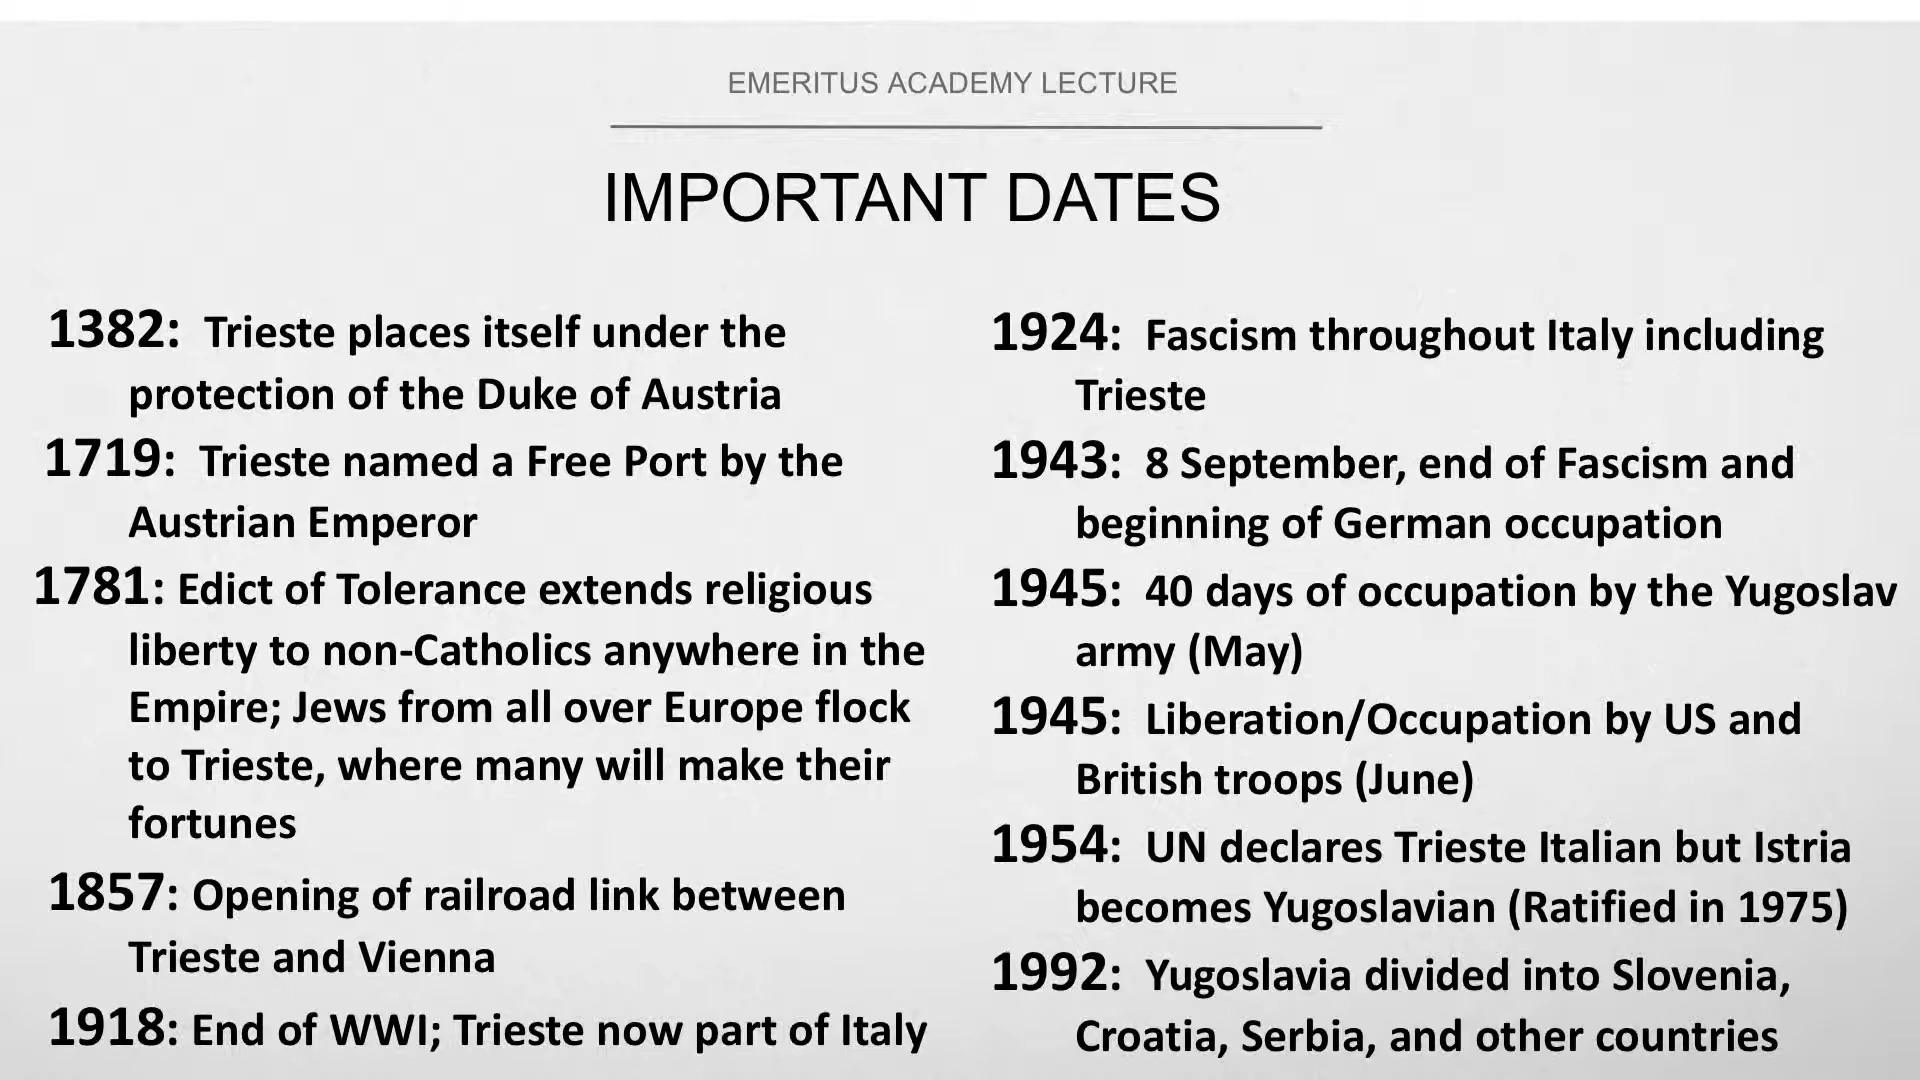 EMERITUS ACADEMY LECTURE
IMPORTANT DATES
1382: Trieste places itself under the
protection of the Duke of Austria
1719: Trieste named a Free Port by the
Austrian Emperor
1781: Edict of Tolerance extends religious
liberty to non-Catholics anywhere in the
Empire; Jews from all over Europe flock
to Trieste, where many will make their
fortunes
1857: Opening of railroad link between
Trieste and Vienna
1918: End of WWI; Trieste now part of Italy
1924: Fascism throughout Italy including
Trieste
1943: 8 September, end of Fascism and
beginning of German occupation
1945: 40 days of occupation by the Yugoslav
army (May)
1945: Liberation/Occupation by US and
British troops (June)
1954: UN declares Trieste Italian but Istria
becomes Yugoslavian (Ratified in 1975)
1992: Yugoslavia divided into Slovenia,
Croatia, Serbia, and other countries